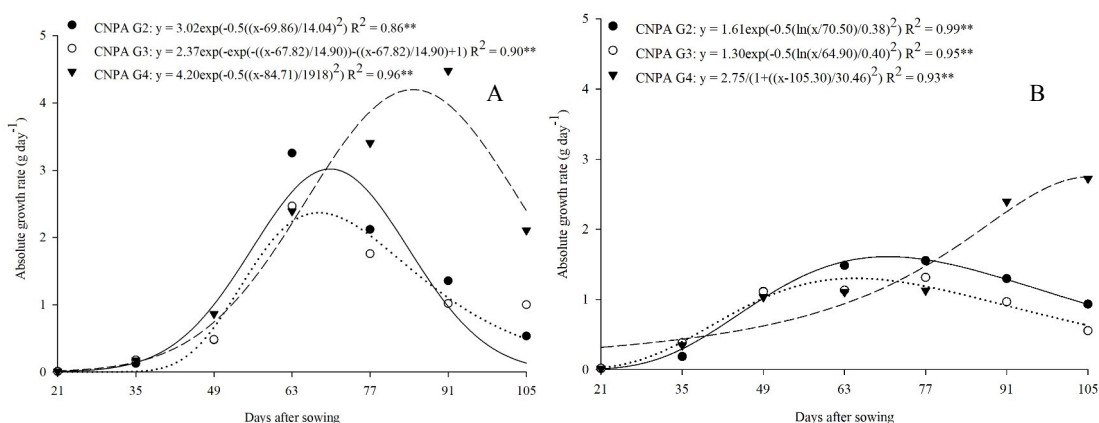 CNPA G2: y = 3.02exp(-0.5((x-69.86)/14.04)²) R² = 0.86**
CNPA G3: y = 2.37exp(-exp(-((x-67.82)/14.90))-((x-67.82)/14.90)+1) R² = 0.90**
CNPA G4: y = 4.20exp(-0.5((x-84.71)/1918)²) R² = 0.96**
A
Absolute growth rate (g day⁻¹)
5
4
3
2
1
0
21 35 49 63 77 91 105
Days after sowing
CNPA G2: y = 1.61exp(-0.5(ln(x/70.50)/0.38)²) R² = 0.99**
CNPA G3: y = 1.30exp(-0.5(ln(x/64.90)/0.40)²) R² = 0.95**
CNPA G4: y = 2.75/(1+((x-105.30)/30.46)²) R² = 0.93**
B
Absolute growth rate (g day⁻¹)
5
4
3
2
1
0
21 35 49 63 77 91 105
Days after sowing